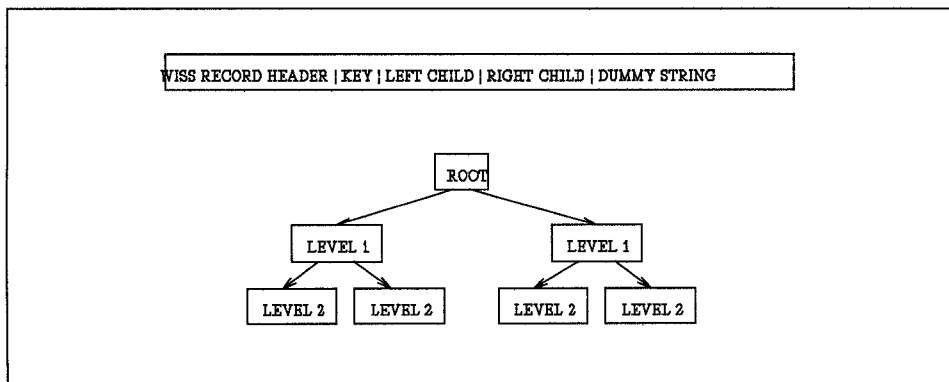 WISS RECORD HEADER | KEY | LEFT CHILD | RIGHT CHILD | DUMMY STRING
ROOT
LEVEL 1 LEVEL 1
LEVEL 2 LEVEL 2 LEVEL 2 LEVEL 2